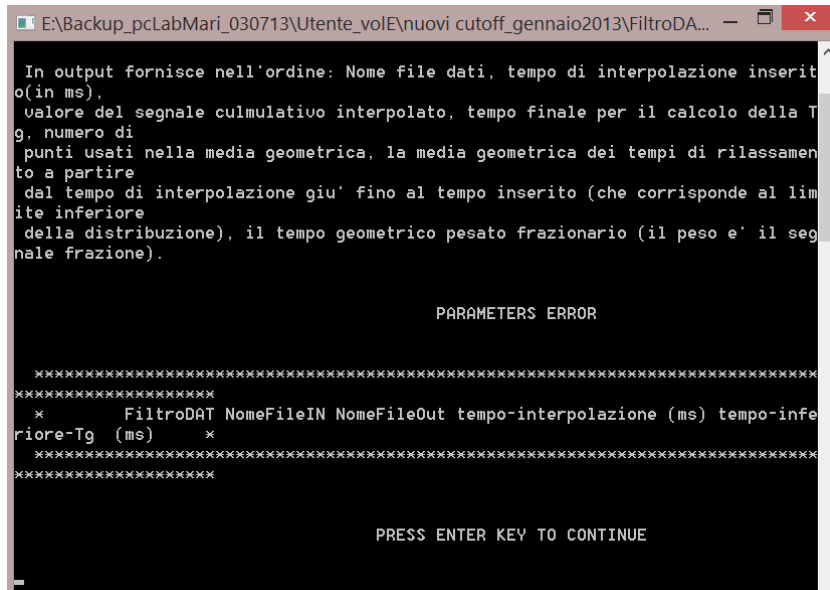 E:\Backup_pcLabMari_030713\Utente_volE\nuovi cutoff_gennaio2013\FiltroDA...
In output fornisce nell'ordine: Nome file dati, tempo di interpolazione inserit
o(in ms),
valore del segnale culmulativo interpolato, tempo finale per il calcolo della T
g, numero di
punti usati nella media geometrica, la media geometrica dei tempi di rilassamen
to a partire
dal tempo di interpolazione giu' fino al tempo inserito (che corrisponde al lim
ite inferiore
della distribuzione), il tempo geometrico pesato frazionario (il peso e' il seg
nale frazione).
PARAMETERS ERROR
******************************************************************************
********************
* FiltroDAT NomeFileIN NomeFileOut tempo-interpolazione (ms) tempo-infe
riore-Tg (ms) *
******************************************************************************
********************
PRESS ENTER KEY TO CONTINUE